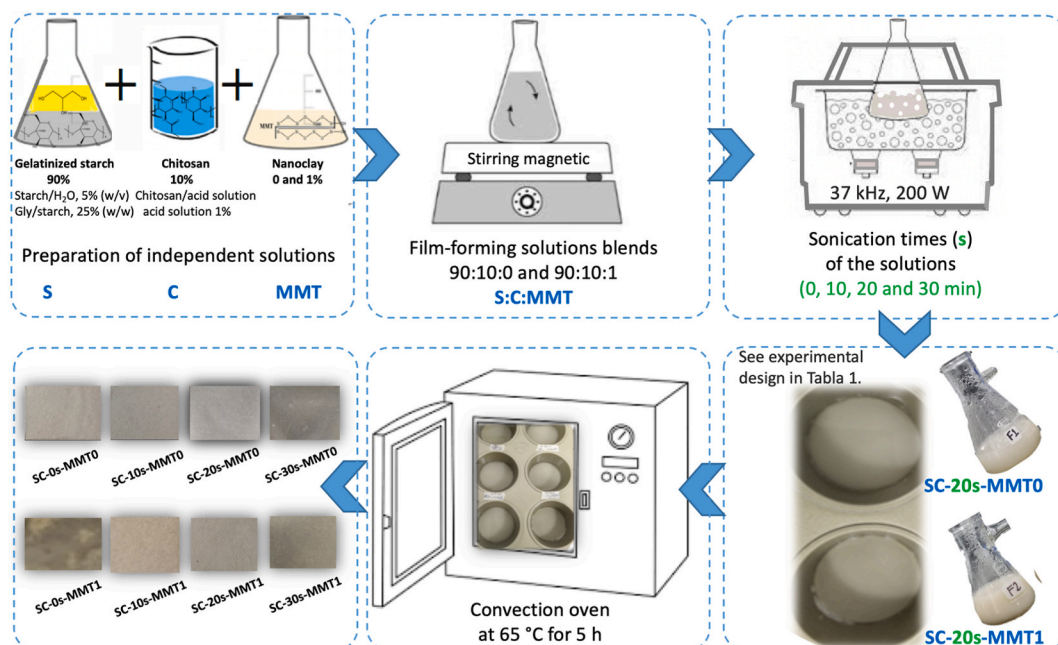 Gelatinized starch
90%
Starch/H₂O, 5% (w/v)
Gly/starch, 25% (w/w)
Chitosan
10%
Chitosan/acid solution
acid solution 1%
MMT
Nanoclay
0 and 1%
Preparation of independent solutions
S C MMT
Stirring magnetic
Film-forming solutions blends
90:10:0 and 90:10:1
S:C:MMT
37 kHz, 200 W
Sonication times (s)
of the solutions
(0, 10, 20 and 30 min)
See experimental
design in Tabla 1.
F1
SC-20s-MMT0
F2
SC-20s-MMT1
Convection oven
at 65 °C for 5 h
SC-0s-MMT0
SC-10s-MMT0
SC-20s-MMT0
SC-30s-MMT0
SC-0s-MMT1
SC-10s-MMT1
SC-20s-MMT1
SC-30s-MMT1